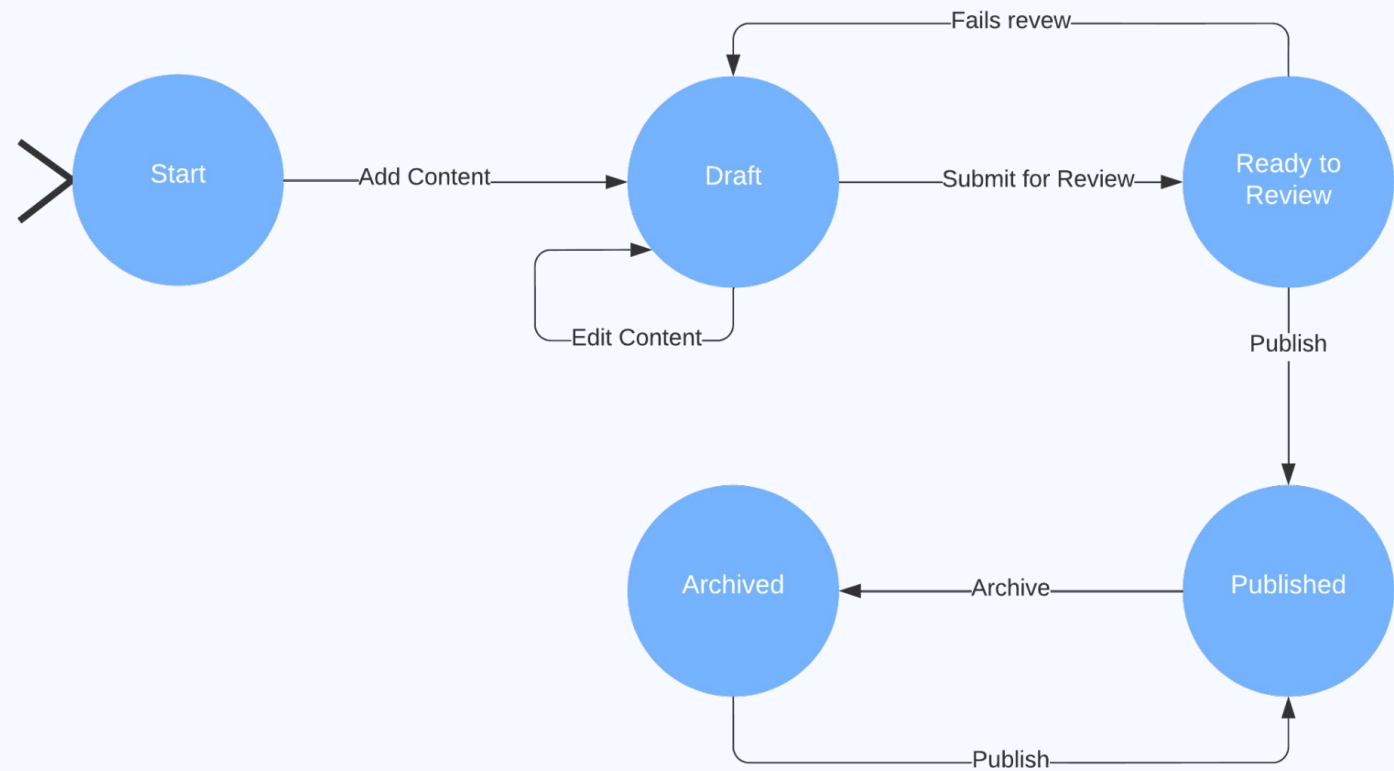 Fails revew
Start
Add Content
Draft
Submit for Review
Ready to
Review
Edit Content
Publish
Archived
Archive
Published
Publish